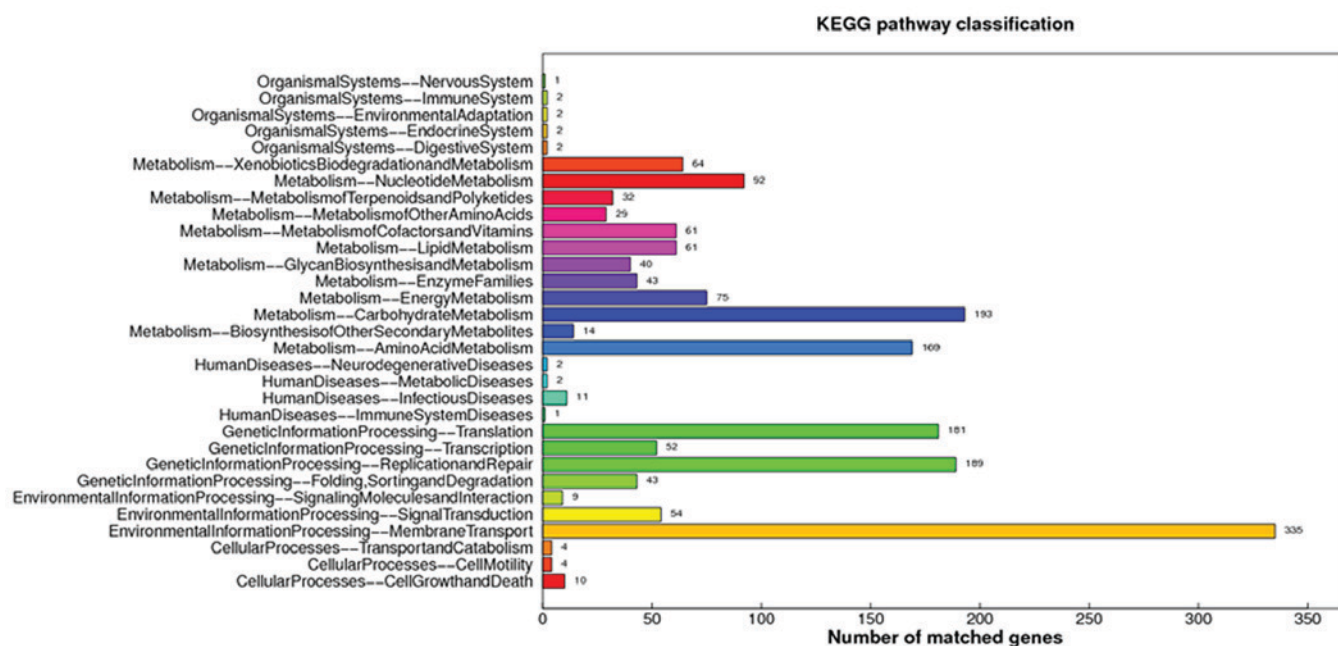 KEGG pathway classification
OrganismalSystems--NervousSystem 1
OrganismalSystems--ImmuneSystem 2
OrganismalSystems--EnvironmentalAdaptation 2
OrganismalSystems--EndocrineSystem 2
OrganismalSystems--DigestiveSystem 2
Metabolism--XenobioticsBiodegradationandMetabolism 64
Metabolism--NucleotideMetabolism 92
Metabolism--MetabolismofTerpenoidsandPolyketides 32
Metabolism--MetabolismofOtherAminoAcids 29
Metabolism--MetabolismofCofactorsandVitamins 61
Metabolism--LipidMetabolism 61
Metabolism--GlycanBiosynthesisandMetabolism 40
Metabolism--EnzymeFamilies 43
Metabolism--EnergyMetabolism 75
Metabolism--CarbohydrateMetabolism 193
Metabolism--BiosynthesisofOtherSecondaryMetabolites 14
Metabolism--AminoAcidMetabolism 169
HumanDiseases--NeurodegenerativeDiseases 2
HumanDiseases--MetabolicDiseases 2
HumanDiseases--InfectiousDiseases 11
HumanDiseases--ImmuneSystemDiseases 1
GeneticInformationProcessing--Translation 181
GeneticInformationProcessing--Transcription 52
GeneticInformationProcessing--ReplicationandRepair 189
GeneticInformationProcessing--Folding,SortingandDegradation 43
EnvironmentalInformationProcessing--SignalingMoleculesandInteraction 9
EnvironmentalInformationProcessing--SignalTransduction 54
EnvironmentalInformationProcessing--MembraneTransport 335
CellularProcesses--TransportandCatabolism 4
CellularProcesses--CellMotility 4
CellularProcesses--CellGrowthandDeath 10
0 50 100 150 200 250 300 350
Number of matched genes